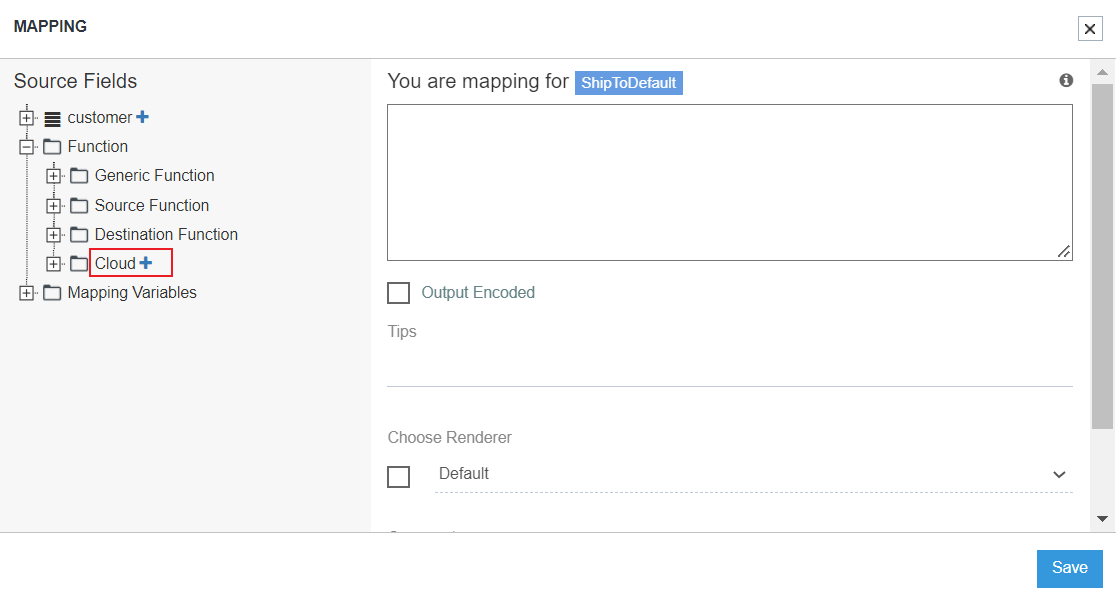 MAPPING
Source Fields
customer
Function
Generic Function
Source Function
Destination Function
Cloud
Mapping Variables
You are mapping for ShipToDefault
Output Encoded
Tips
Choose Renderer
Default
Save